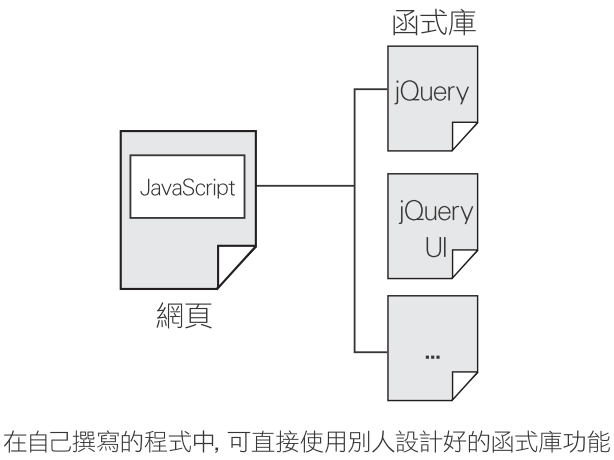 函式庫
jQuery
JavaScript
jQuery
UI
網頁
...
在自己撰寫的程式中, 可直接使用別人設計好的函式庫功能